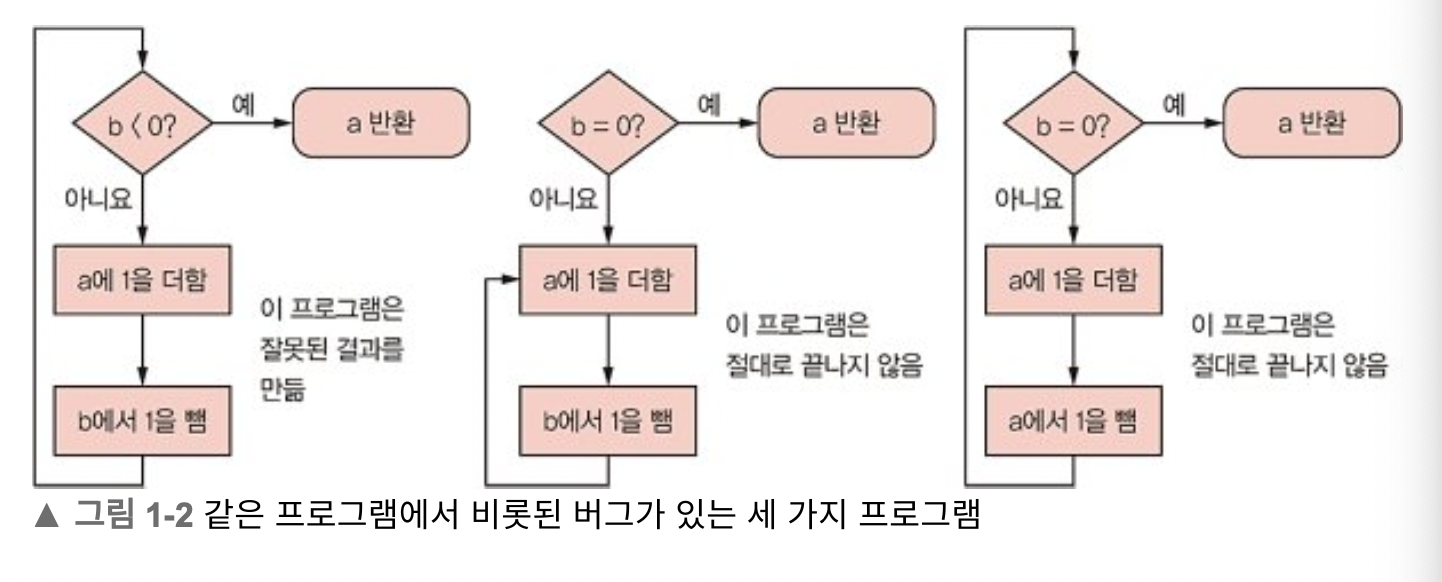 b < 0?
예
a 반환
아니요
a에 1을 더함
b에서 1을 뺌
이 프로그램은
잘못된 결과를
만듦
b = 0?
예
a 반환
아니요
a에 1을 더함
b에서 1을 뺌
이 프로그램은
절대로 끝나지 않음
b = 0?
예
a 반환
아니요
a에 1을 더함
a에서 1을 뺌
이 프로그램은
절대로 끝나지 않음
▲ 그림 1-2 같은 프로그램에서 비롯된 버그가 있는 세 가지 프로그램